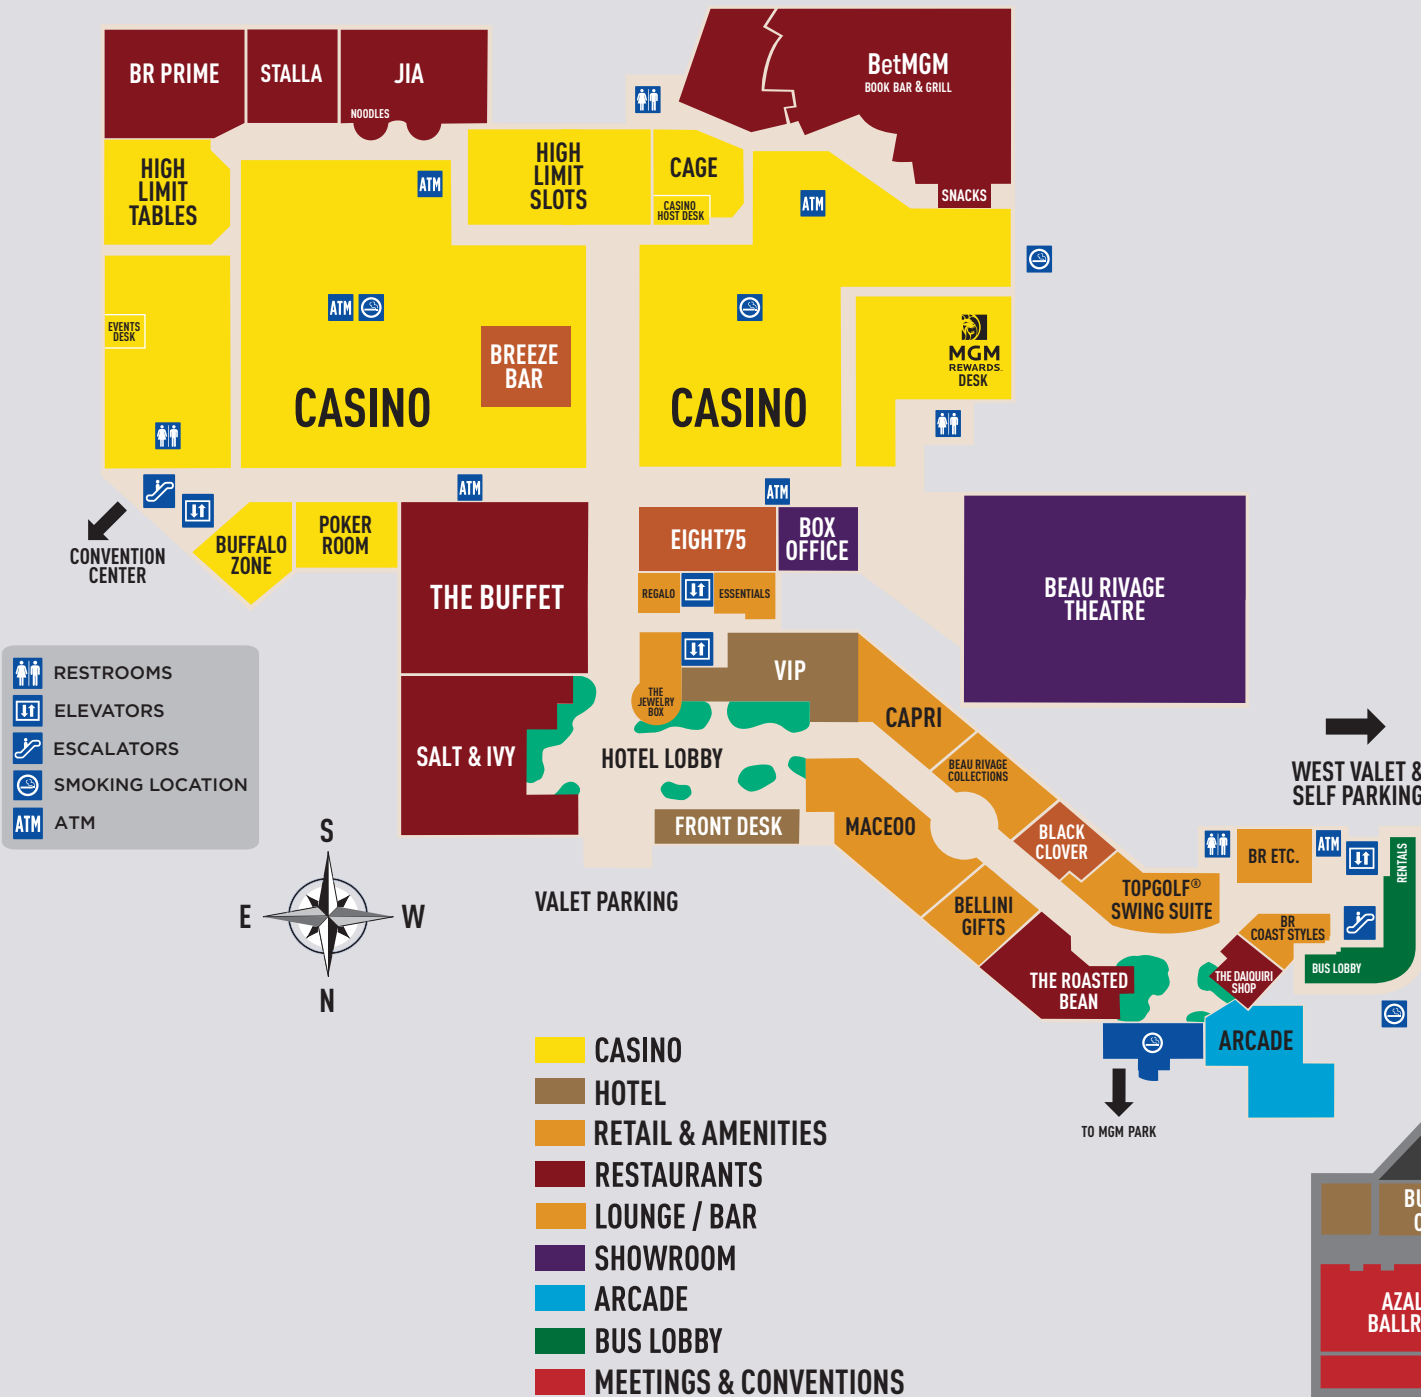 BR PRIME
STALLA
JIA
NOODLES
BetMGM
BOOK BAR & GRILL
SNACKS
HIGH
LIMIT
TABLES
HIGH
LIMIT
SLOTS
CAGE
CASINO
HOST DESK
ATM
ATM
EVENTS
DESK
ATM
BREEZE
BAR
CASINO
CASINO
MGM
REWARDS
DESK
ATM
ATM
CONVENTION
CENTER
BUFFALO
ZONE
POKER
ROOM
THE BUFFET
EIGHT75
BOX
OFFICE
REGALO
ESSENTIALS
BEAU RIVAGE
THEATRE
RESTROOMS
ELEVATORS
ESCALATORS
SMOKING LOCATION
ATM
ATM
THE
JEWELRY
BOX
VIP
SALT & IVY
HOTEL LOBBY
FRONT DESK
CAPRI
BEAU RIVAGE
COLLECTIONS
MACEOO
BLACK
CLOVER
BELLINI
GIFTS
TOPGOLF®
SWING SUITE
THE ROASTED
BEAN
WEST VALET &
SELF PARKING
BR ETC.
ATM
RENTALS
BR
COAST STYLES
BUS LOBBY
THE DAIQUIRI
SHOP
ARCADE
TO MGM PARK
VALET PARKING
S
E
W
N
CASINO
HOTEL
RETAIL & AMENITIES
RESTAURANTS
LOUNGE / BAR
SHOWROOM
ARCADE
BUS LOBBY
MEETINGS & CONVENTIONS